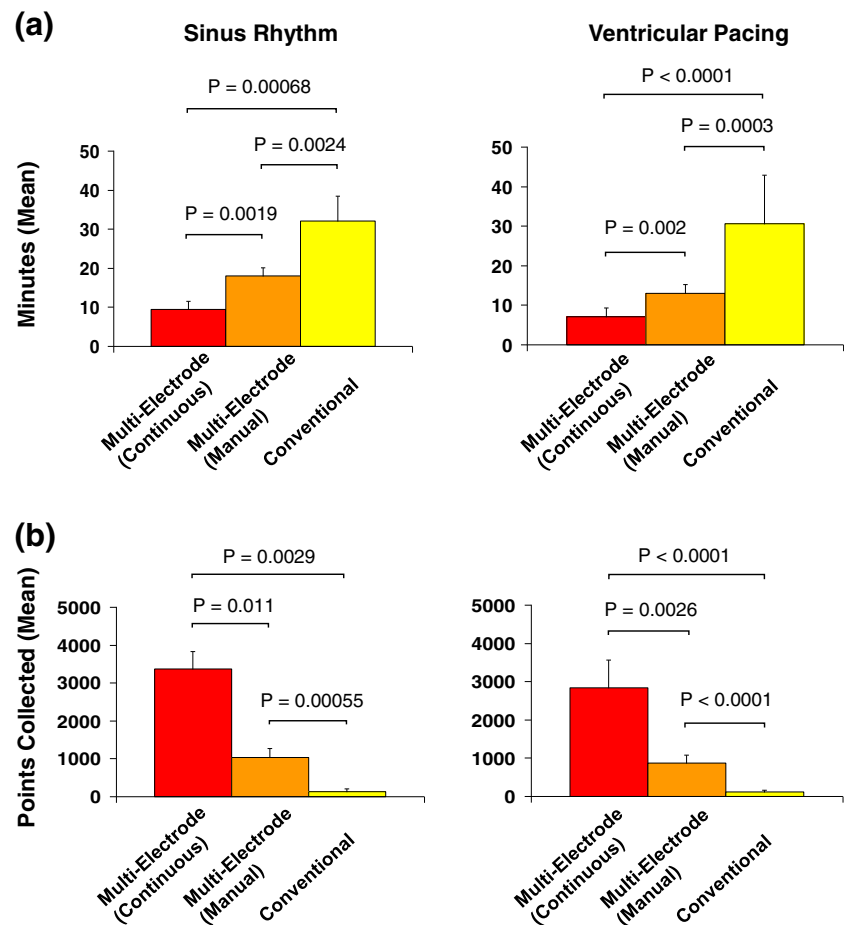 (a)
Sinus Rhythm
P = 0.00068
P = 0.0024
P = 0.0019
Minutes (Mean)
50
40
30
20
10
0
Multi-Electrode
(Continuous)
Multi-Electrode
(Manual)
Conventional
Ventricular Pacing
P < 0.0001
P = 0.0003
P = 0.002
50
40
30
20
10
0
Multi-Electrode
(Continuous)
Multi-Electrode
(Manual)
Conventional
(b)
P = 0.0029
P = 0.011
P = 0.00055
Points Collected (Mean)
5000
4000
3000
2000
1000
0
Multi-Electrode
(Continuous)
Multi-Electrode
(Manual)
Conventional
P < 0.0001
P = 0.0026
P < 0.0001
5000
4000
3000
2000
1000
0
Multi-Electrode
(Continuous)
Multi-Electrode
(Manual)
Conventional